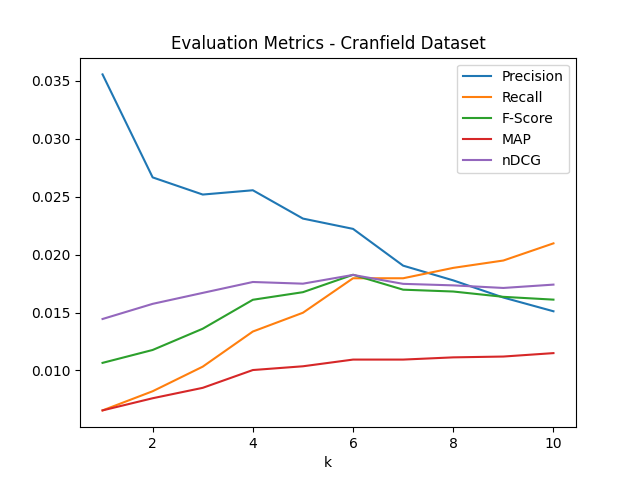 Evaluation Metrics - Cranfield Dataset
0.035
0.030
0.025
0.020
0.015
0.010
Precision
Recall
F-Score
MAP
nDCG
2
4
6
8
10
k